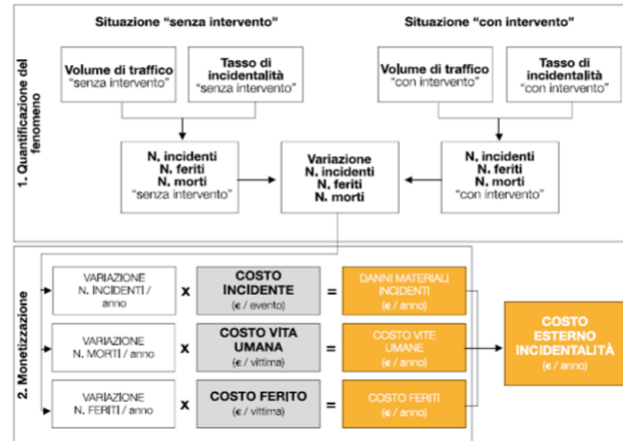 Situazione “senza intervento”
Situazione “con intervento”
1. Quantificazione del
fenomeno
Volume di traffico
“senza intervento”
Tasso di
incidentalità
“senza intervento”
Volume di traffico
“con intervento”
Tasso di
incidentalità
“con intervento”
N. incidenti
N. feriti
N. morti
“senza intervento”
Variazione
N. incidenti
N. feriti
N. morti
N. incidenti
N. feriti
N. morti
“con intervento”
2. Monetizzazione
VARIAZIONE
N. INCIDENTI /
anno
x
COSTO
INCIDENTE
(€ / evento)
=
DANNI MATERIALI
INCIDENTI
(€ / anno)
VARIAZIONE
N. MORTI / anno
x
COSTO VITA
UMANA
(€ / vittima)
=
COSTO VITE
UMANE
(€ / anno)
VARIAZIONE
N. FERITI / anno
x
COSTO FERITO
(€ / vittima)
=
COSTO FERITI
(€ / anno)
COSTO
ESTERNO
INCIDENTALITÀ
(€ / anno)